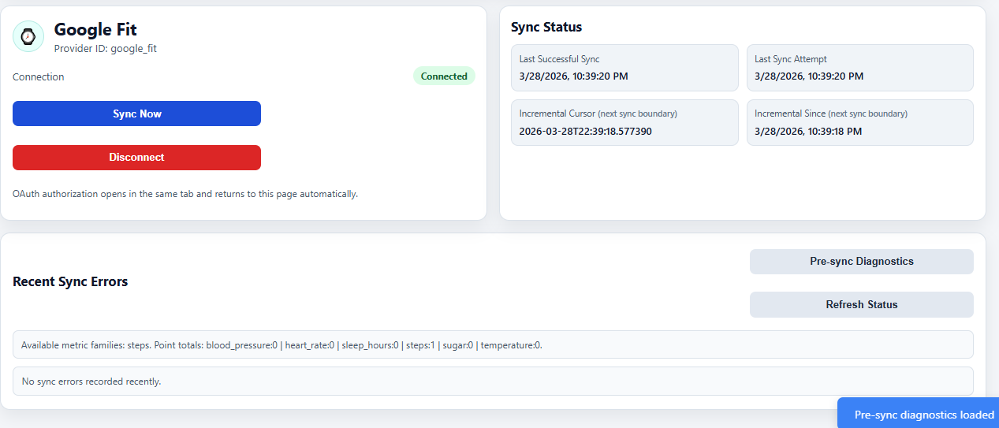 Google Fit
Provider ID: google_fit
Connection
Connected
Sync Now
Disconnect
OAuth authorization opens in the same tab and returns to this page automatically.
Sync Status
Last Successful Sync
3/28/2026, 10:39:20 PM
Last Sync Attempt
3/28/2026, 10:39:20 PM
Incremental Cursor (next sync boundary)
2026-03-28T22:39:18.577390
Incremental Since (next sync boundary)
3/28/2026, 10:39:18 PM
Recent Sync Errors
Pre-sync Diagnostics
Refresh Status
Available metric families: steps. Point totals: blood_pressure:0 | heart_rate:0 | sleep_hours:0 | steps:1 | sugar:0 | temperature:0.
No sync errors recorded recently.
Pre-sync diagnostics loaded